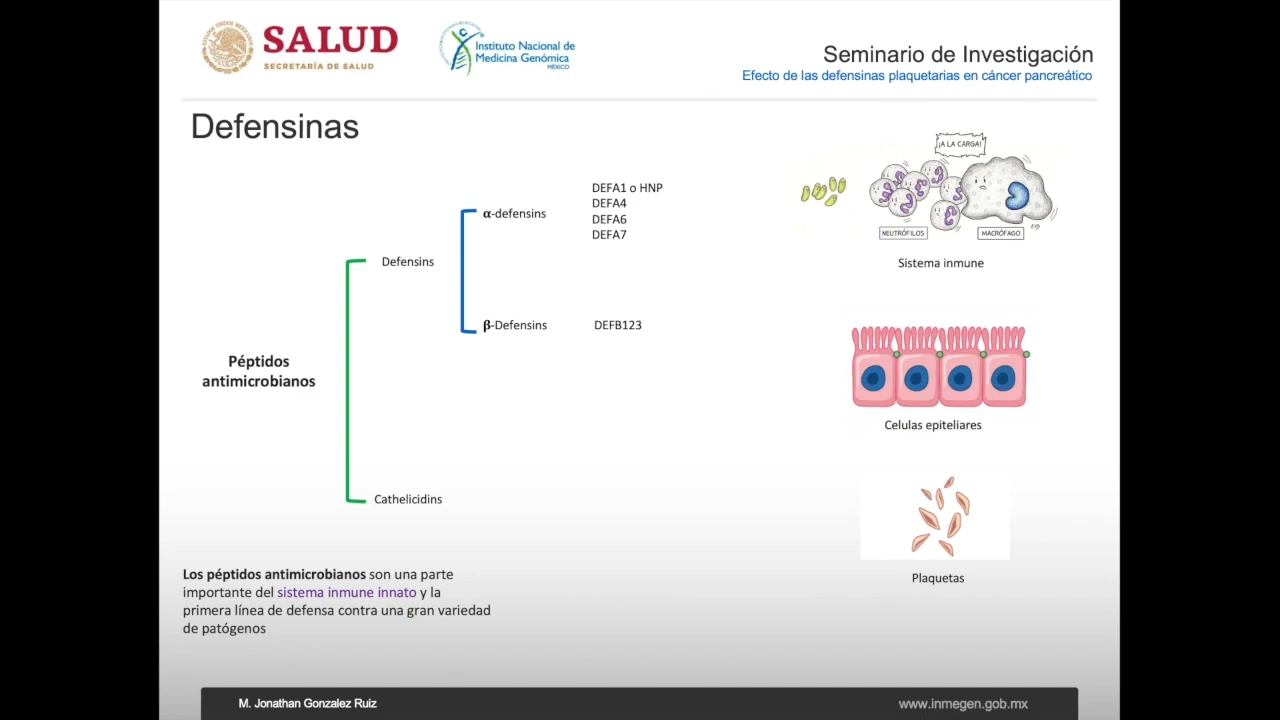 SALUD
SECRETARÍA DE SALUD
Instituto Nacional de
Medicina Genómica
MÉXICO
Seminario de Investigación
Efecto de las defensinas plaquetarias en cáncer pancreático
Defensinas
¡A LA CARGA!
NEUTRÓFILOS
MACRÓFAGO
Sistema inmune
DEFA1 o HNP
DEFA4
DEFA6
DEFA7
α-defensins
Defensins
β-Defensins
DEFB123
Péptidos
antimicrobianos
Celulas epiteliares
Cathelicidins
Plaquetas
Los péptidos antimicrobianos son una parte
importante del sistema inmune innato y la
primera línea de defensa contra una gran variedad
de patógenos
M. Jonathan Gonzalez Ruiz
www.inmegen.gob.mx